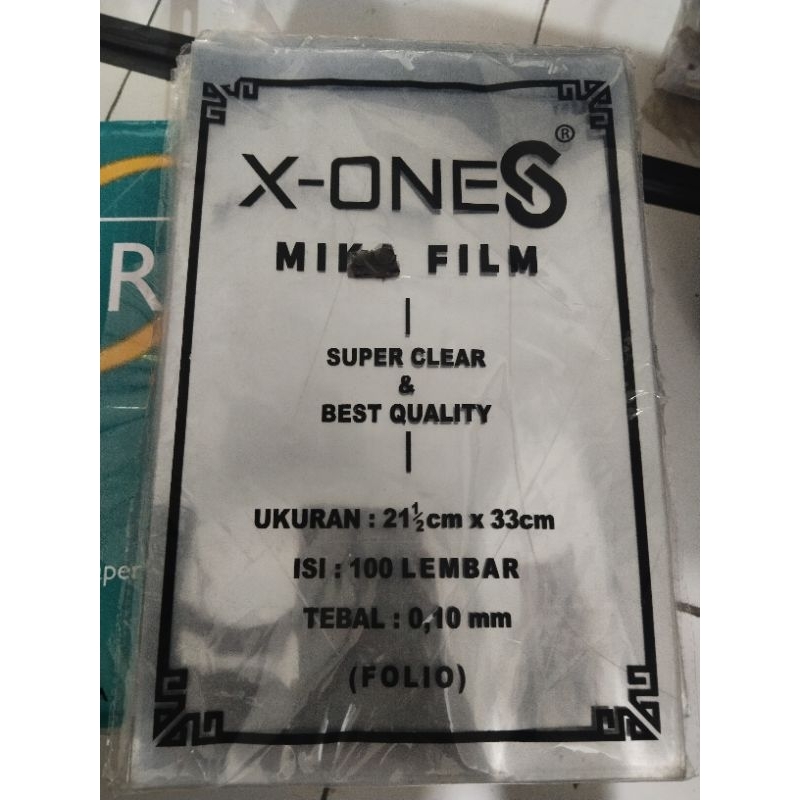 X-ONES®
FILM
SUPER CLEAR
&
BEST QUALITY
UKURAN : 21½cm x 33cm
ISI : 100 LEMBAR
TEBAL : 0,10 mm
(FOLIO)
R